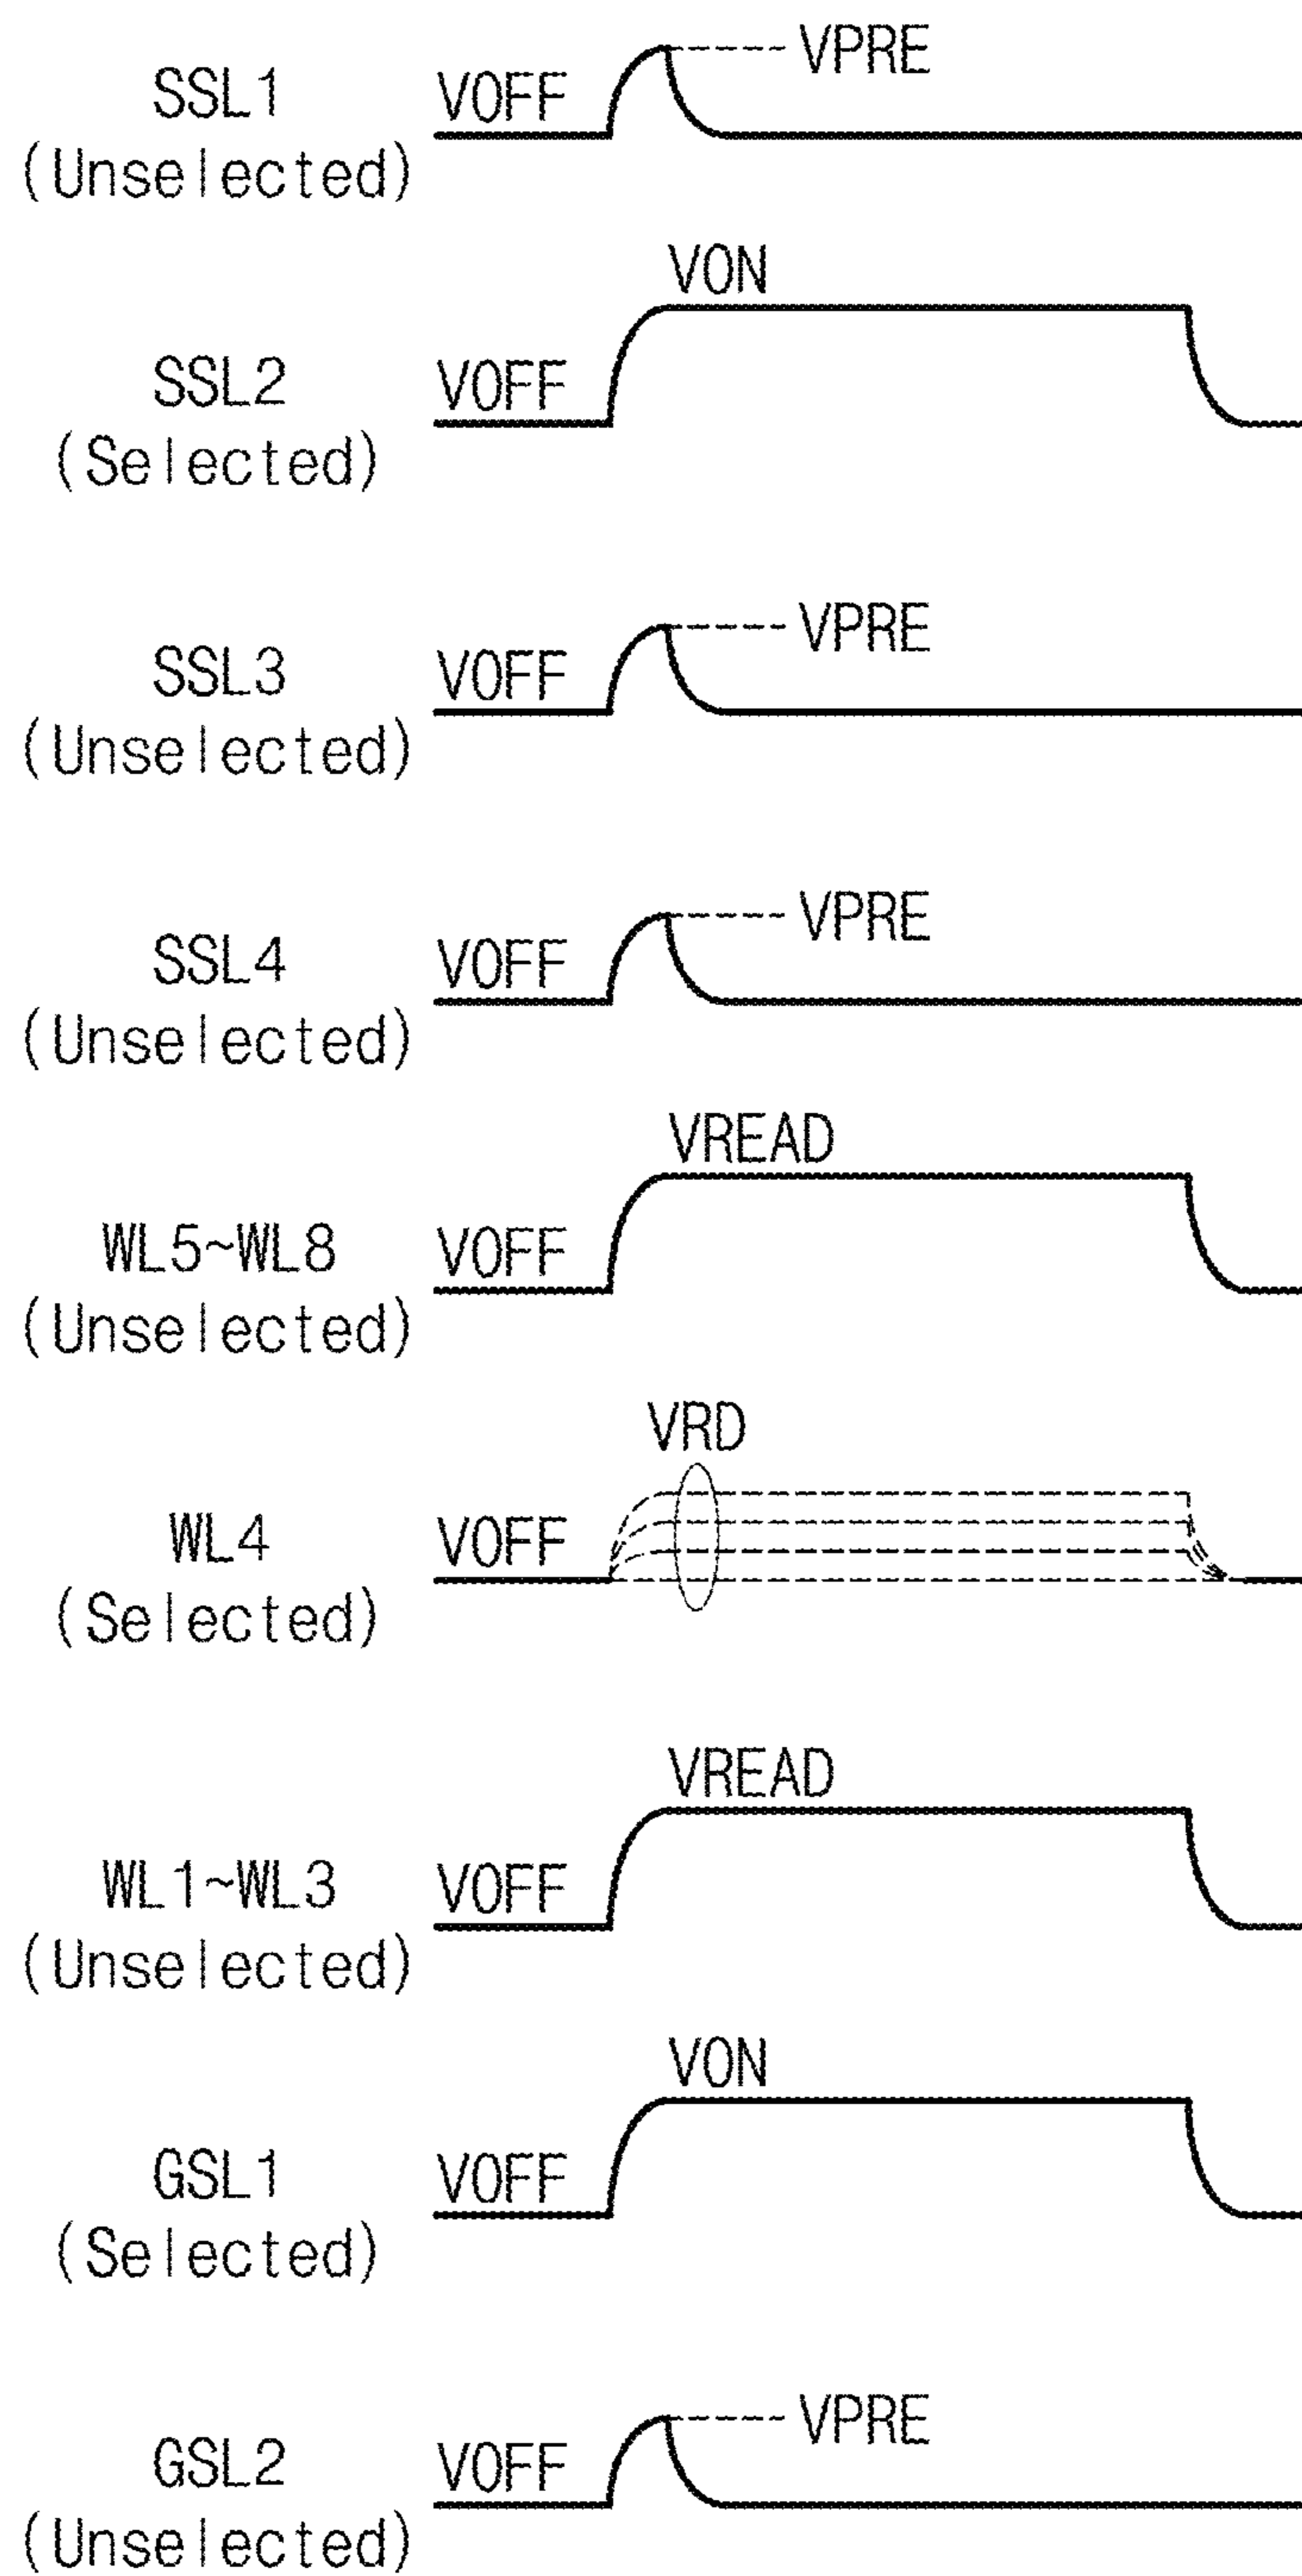 SSL1
(Unselected)
VOFF
VPRE
SSL2
(Selected)
VOFF
VON
SSL3
(Unselected)
VOFF
VPRE
SSL4
(Unselected)
VOFF
VPRE
WL5~WL8
(Unselected)
VOFF
VREAD
WL4
(Selected)
VOFF
VRD
WL1~WL3
(Unselected)
VOFF
VREAD
GSL1
(Selected)
VOFF
VON
GSL2
(Unselected)
VOFF
VPRE